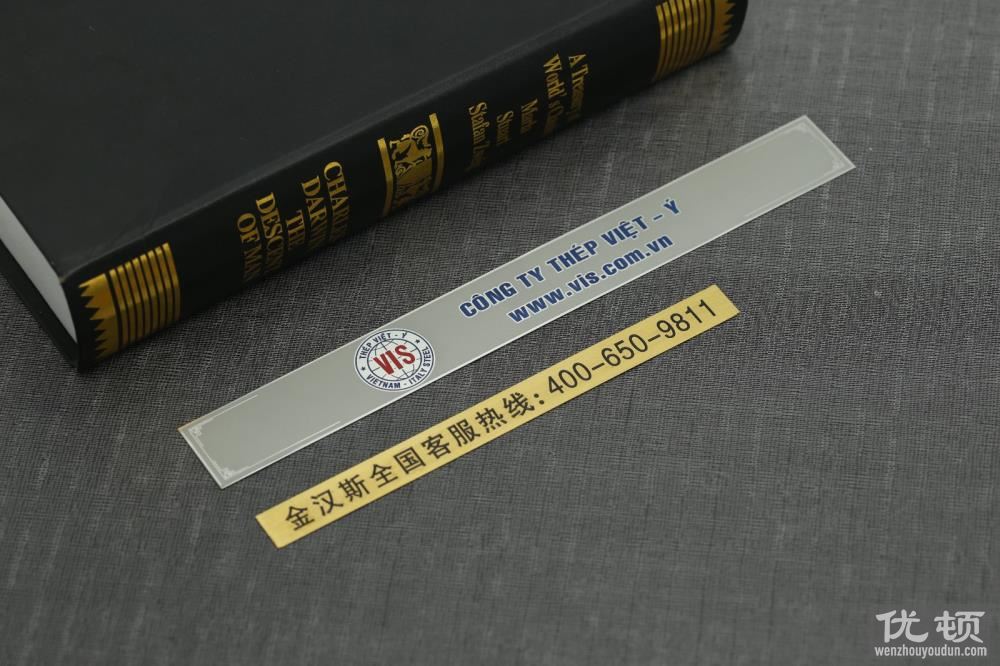 CHARLES
DARWIN
THE
DESCENT
OF MAN
Stefan Zweig
A Treasury of
World's
CÔNG TY THÉP VIỆT – Ý
www.vis.com.vn
THÉP VIỆT - Ý
VIS
VIETNAM - ITALY STEEL
金汉斯全国客服热线:400-650-9811
优顿
wenzhouyoudun.com